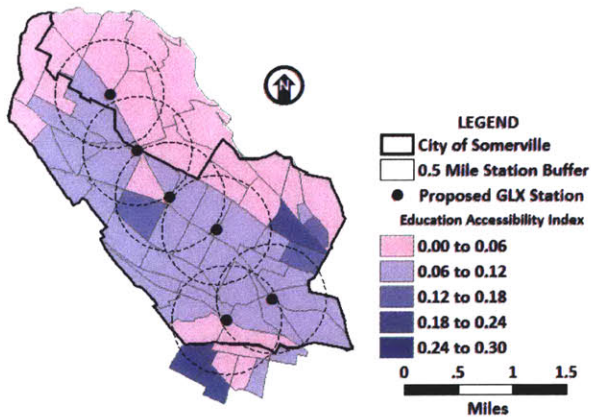 N
LEGEND
City of Somerville
0.5 Mile Station Buffer
Proposed GLX Station
Education Accessibility Index
0.00 to 0.06
0.06 to 0.12
0.12 to 0.18
0.18 to 0.24
0.24 to 0.30
0 .5 1 1.5
Miles